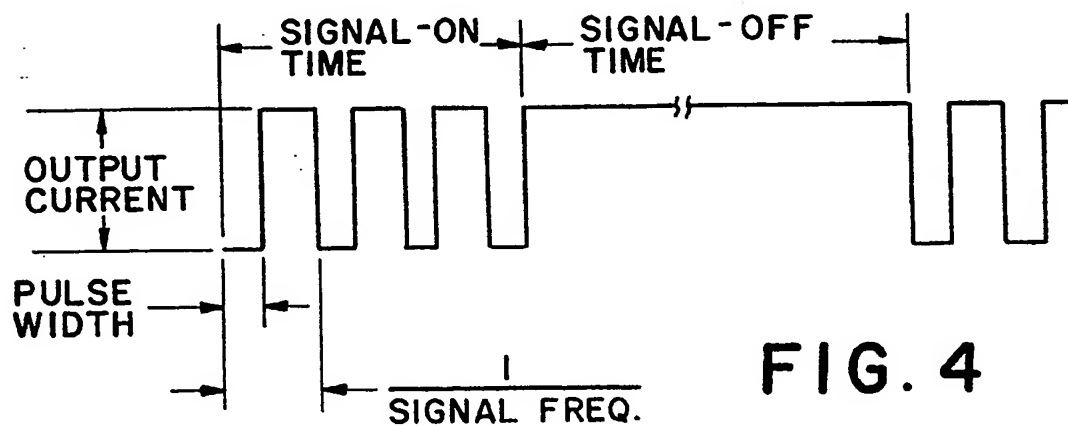 SIGNAL-ON
TIME
SIGNAL-OFF
TIME
OUTPUT
CURRENT
PULSE
WIDTH
1
SIGNAL FREQ.
FIG. 4